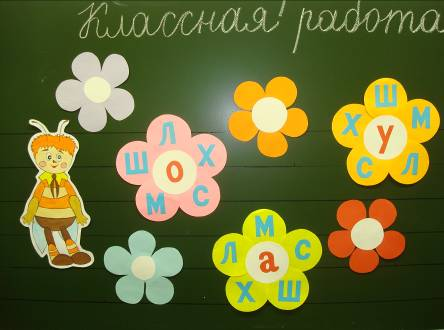 Классная работа
Л
Ш о Х
М С
Ш
Х у М
С Л
М
Л а С
Х Ш